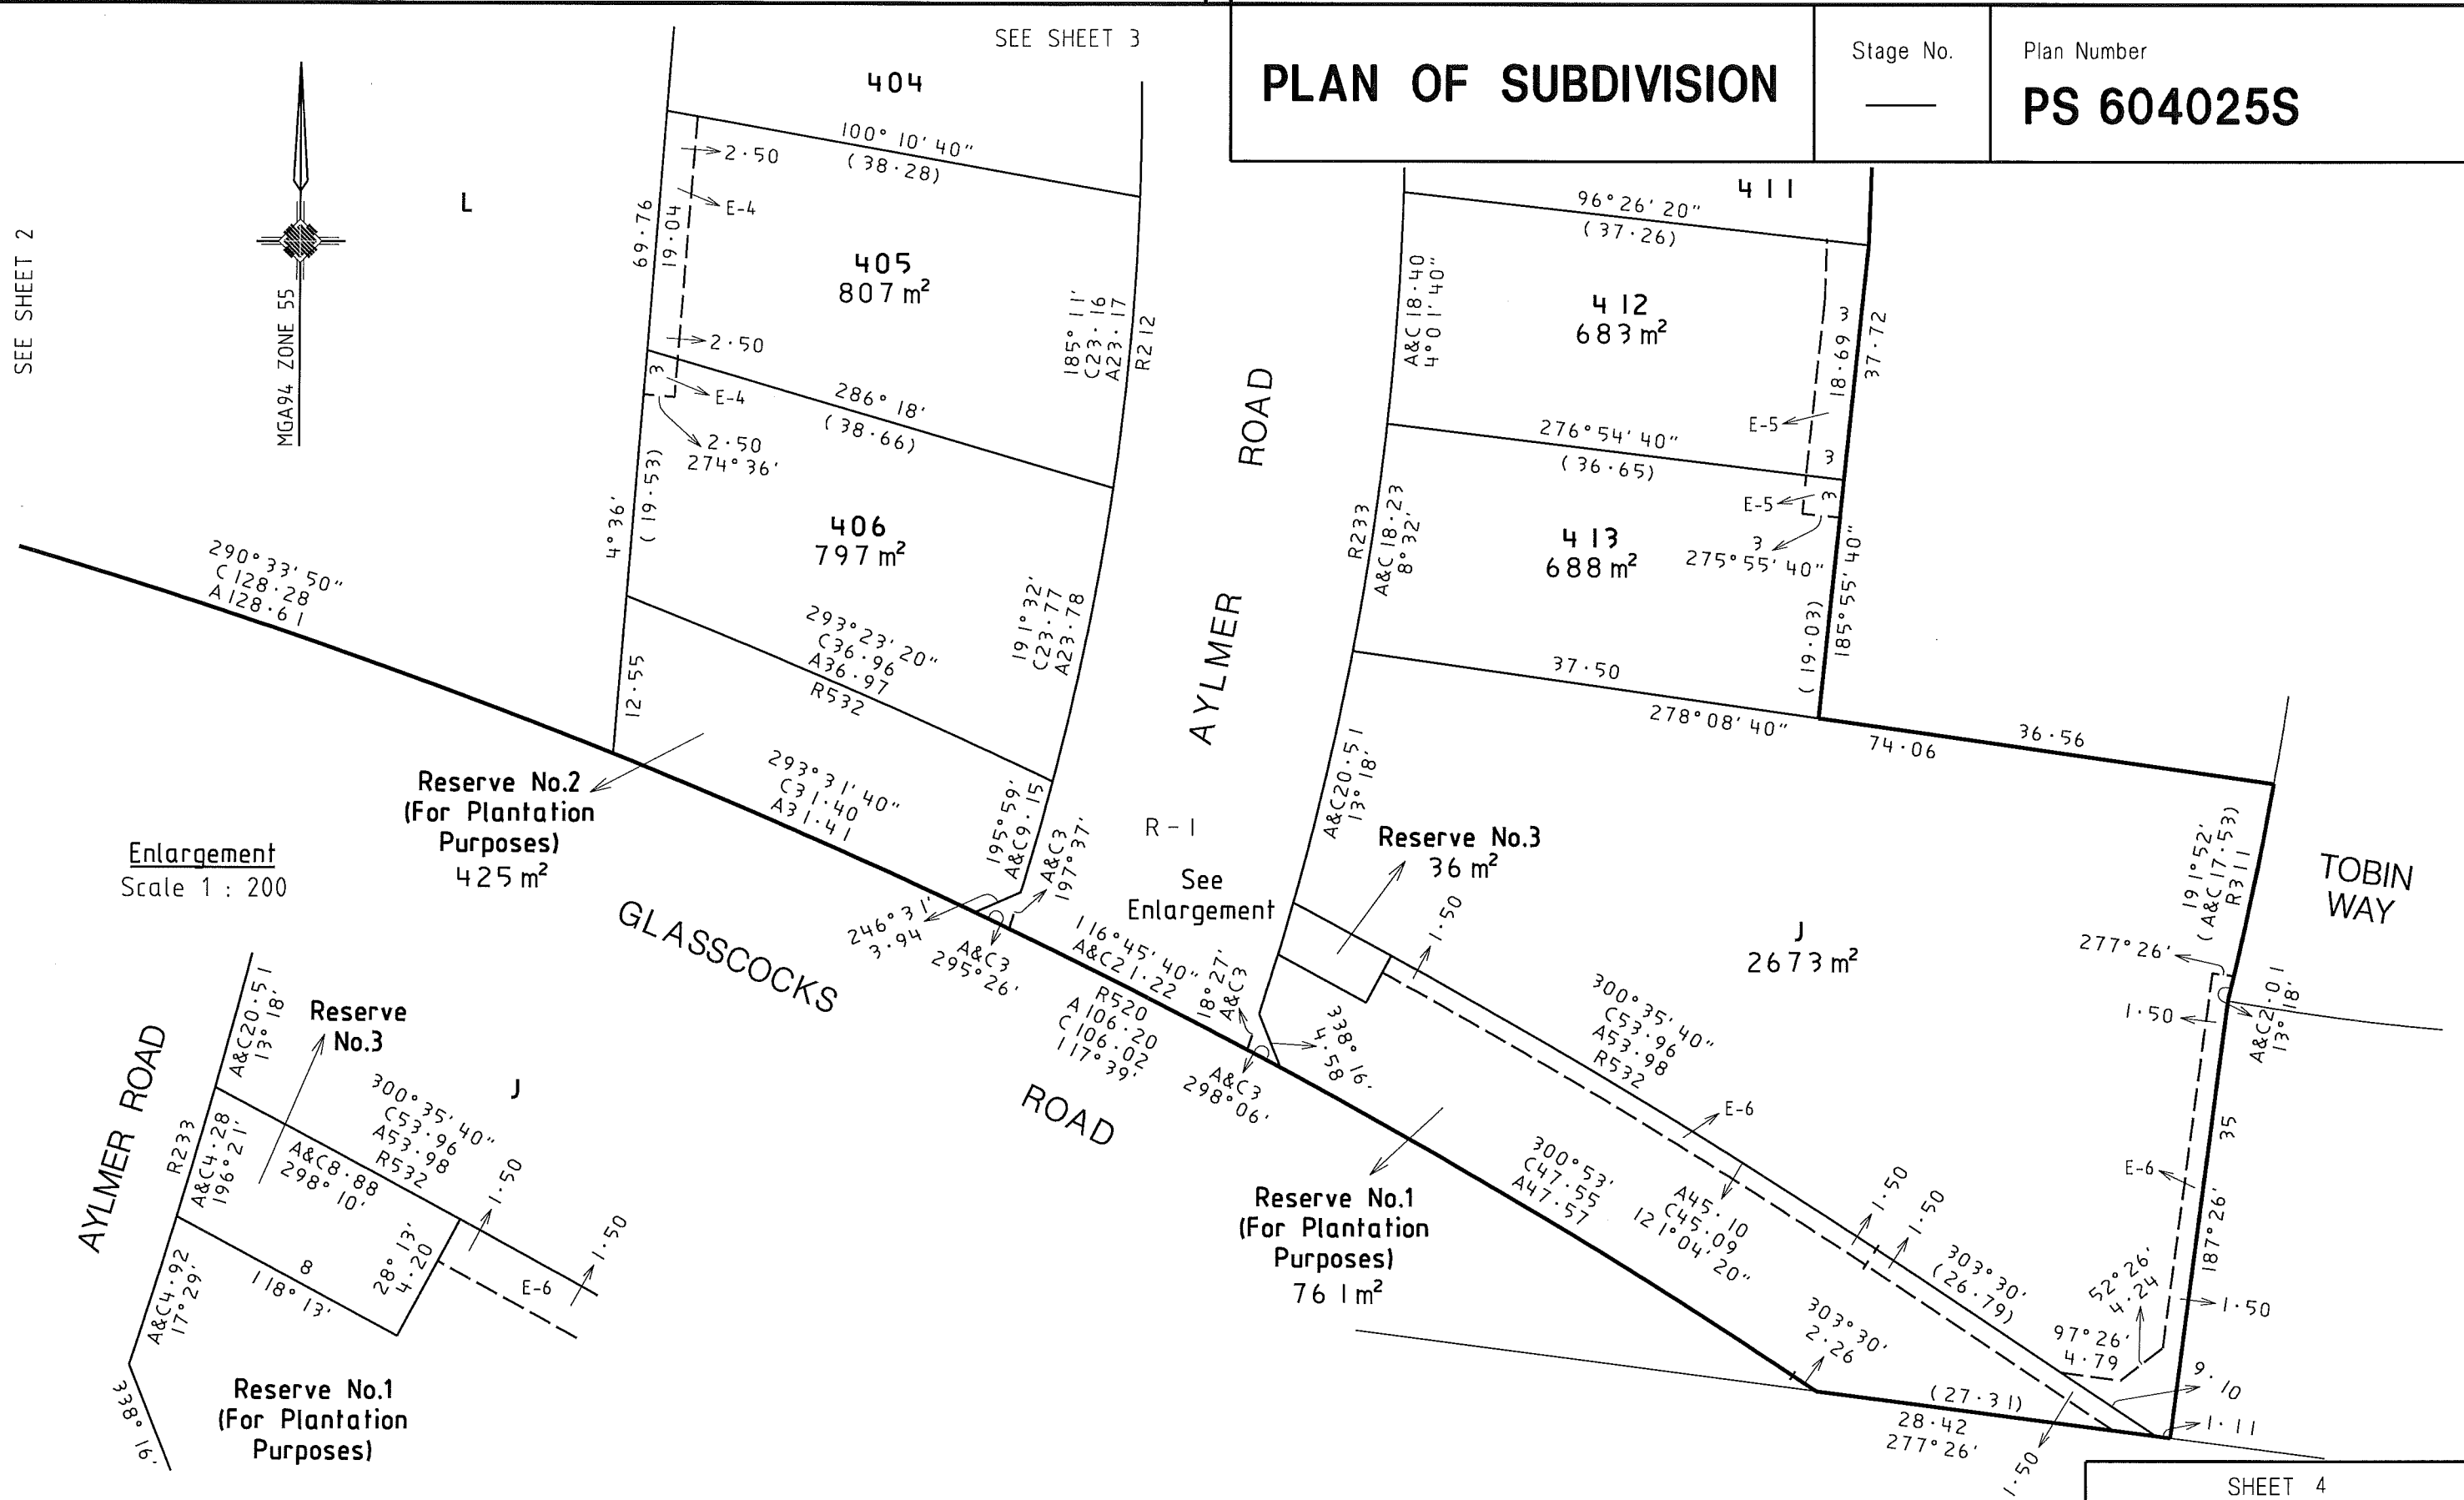 SEE SHEET 3
PLAN OF SUBDIVISION
Stage No.
Plan Number
PS 604025S
SEE SHEET 2
MGA94 ZONE 55
L
404
100° 10' 40"
(38·28)
2·50
E-4
69·76
19·04
405
807 m²
2·50
185° 11'
C23·16
A23·17
R212
3
E-4
2·50
274° 36'
286° 18'
(38·66)
4° 36'
(19·53)
406
797 m²
191° 32'
C23·77
A23·78
290° 33' 50"
C128·28
A128·61
293° 23' 20"
C36·96
A36·97
R532
12·55
293° 31' 40"
C31·40
A31·41
195° 59'
A&C9·15
A&C3
197° 37'
Reserve No.2
(For Plantation
Purposes)
425 m²
246° 31'
3·94
A&C3
295° 26'
GLASSCOCKS
ROAD
AYLMER
ROAD
R-1
See
Enlargement
116° 45' 40"
A&C21·22
R520
A106·20
C106·02
117° 39'
18° 27'
A&C3
A&C3
298° 06'
338° 16'
4·58
411
96° 26' 20"
(37·26)
A&C18·40
4° 01' 40"
412
683 m²
3
18·69
37·72
E-5
3
276° 54' 40"
(36·65)
R233
A&C18·23
8° 32'
413
688 m²
E-5
3
3
275° 55' 40"
185° 55' 40"
(19·03)
37·50
278° 08' 40"
74·06
36·56
A&C20·51
13° 18'
Reserve No.3
36 m²
1·50
J
2673 m²
191° 52'
(A&C17·53)
R311
TOBIN
WAY
277° 26'
1·50
A&C2·01
13° 18'
300° 35' 40"
C53·96
A53·98
R532
E-6
35
E-6
187° 26'
1·50
1·50
1·50
303° 30'
(26·79)
52° 26'
4·24
97° 26'
4·79
9·10
1·11
300° 53'
C47·55
A47·57
A45·10
C45·09
121° 04' 20"
303° 30'
2·26
(27·31)
28·42
277° 26'
1·50
Reserve No.1
(For Plantation
Purposes)
761 m²
Enlargement
Scale 1 : 200
AYLMER ROAD
A&C20·51
13° 18'
Reserve
No.3
J
300° 35' 40"
C53·96
A53·98
R532
R233
A&C4·28
196° 21'
A&C8·88
298° 10'
1·50
1·50
28° 13'
4·20
E-6
8
118° 13'
A&C4·92
17° 29'
338° 16'
Reserve No.1
(For Plantation
Purposes)
SHEET 4